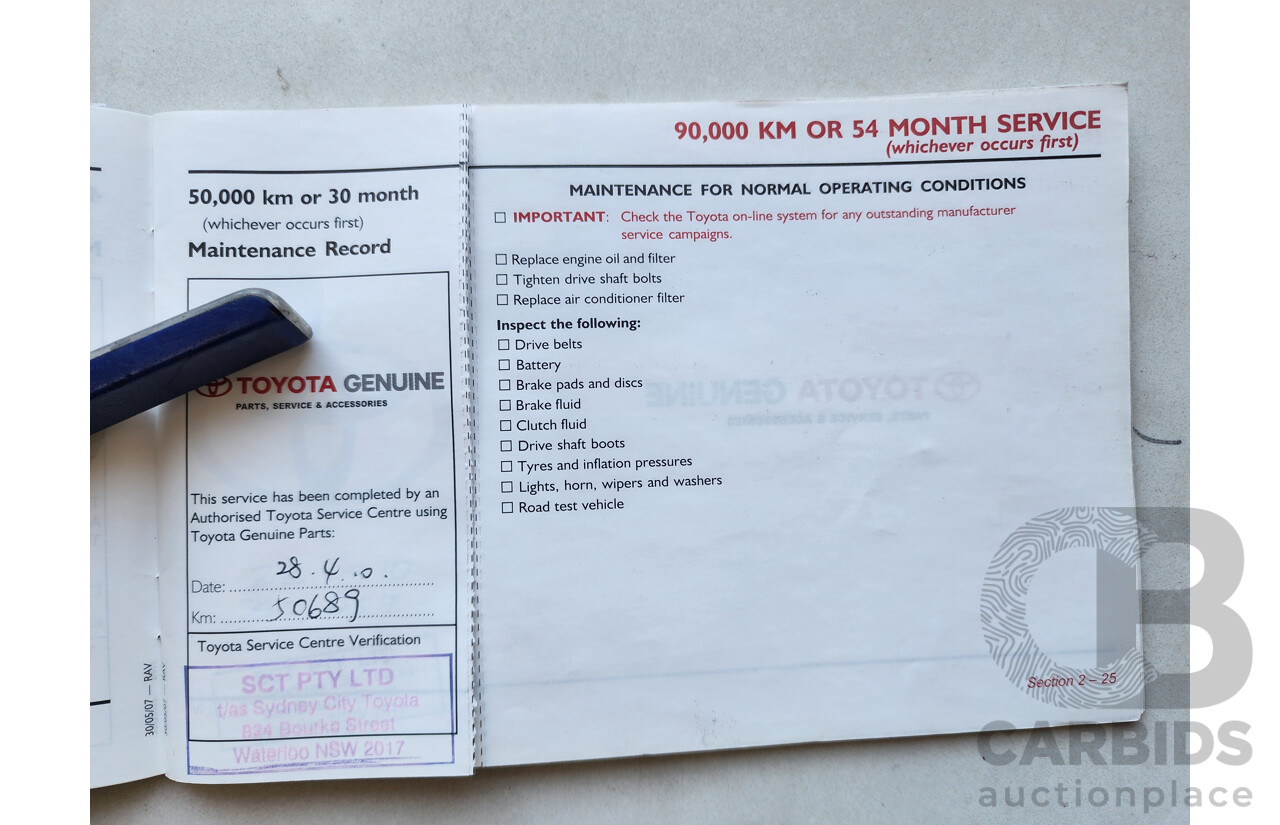 50,000 km or 30 month
(whichever occurs first)
Maintenance Record
TOYOTA GENUINE
PARTS, SERVICE & ACCESSORIES
This service has been completed by an
Authorised Toyota Service Centre using
Toyota Genuine Parts:
Date: 28.4.0.
Km: 50689
Toyota Service Centre Verification
SCT PTY LTD
t/as Sydney City Toyota
824 Bourke Street
Waterloo NSW 2017
30/05/07 — RAV
90,000 KM OR 54 MONTH SERVICE
(whichever occurs first)
MAINTENANCE FOR NORMAL OPERATING CONDITIONS
IMPORTANT: Check the Toyota on-line system for any outstanding manufacturer
service campaigns.
Replace engine oil and filter
Tighten drive shaft bolts
Replace air conditioner filter
Inspect the following:
Drive belts
Battery
Brake pads and discs
Brake fluid
Clutch fluid
Drive shaft boots
Tyres and inflation pressures
Lights, horn, wipers and washers
Road test vehicle
Section 2 – 25
CB
CARBIDS
auctionplace